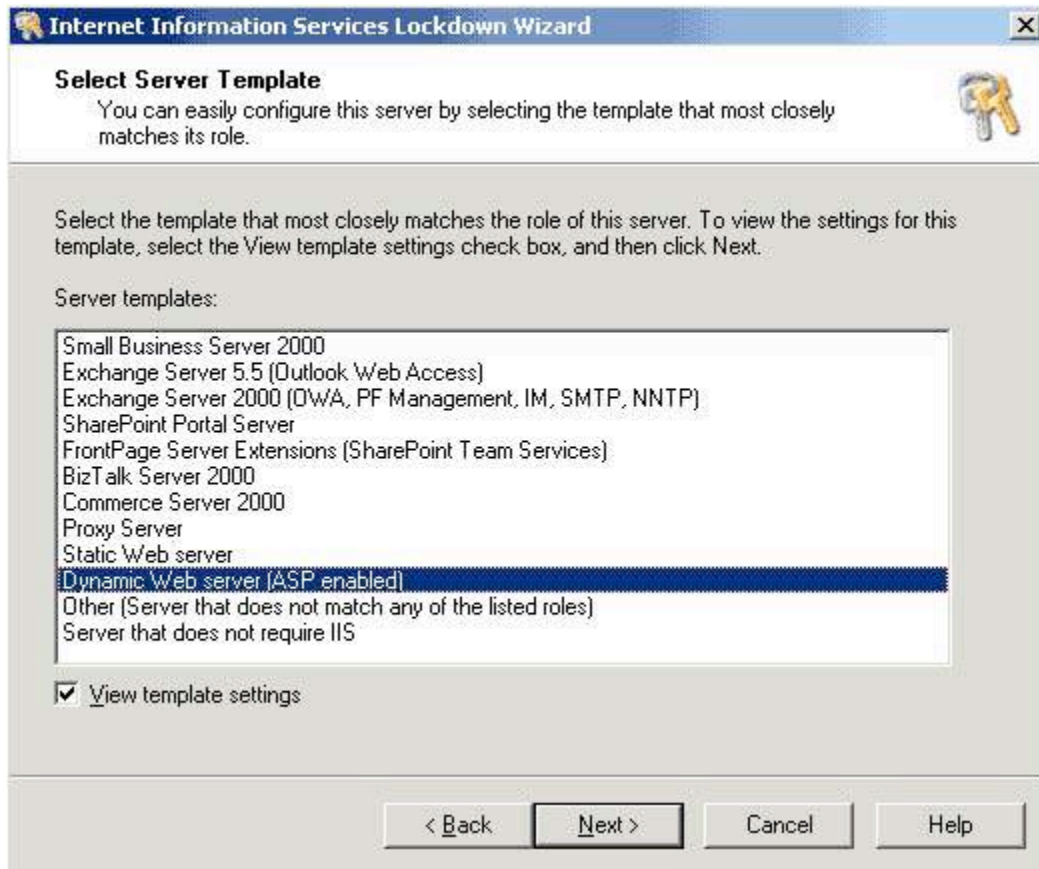 Internet Information Services Lockdown Wizard
Select Server Template
You can easily configure this server by selecting the template that most closely
matches its role.
Select the template that most closely matches the role of this server. To view the settings for this
template, select the View template settings check box, and then click Next.
Server templates:
Small Business Server 2000
Exchange Server 5.5 (Outlook Web Access)
Exchange Server 2000 (OWA, PF Management, IM, SMTP, NNTP)
SharePoint Portal Server
FrontPage Server Extensions (SharePoint Team Services)
BizTalk Server 2000
Commerce Server 2000
Proxy Server
Static Web server
Dynamic Web server (ASP enabled)
Other (Server that does not match any of the listed roles)
Server that does not require IIS
View template settings
< Back Next > Cancel Help